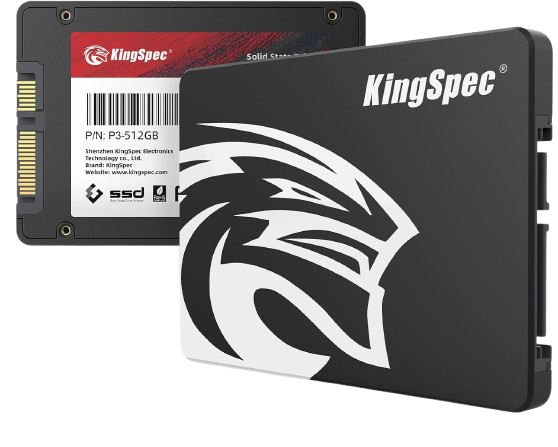 KingSpec®
Solid State
P/N: P3-512GB
Shenzhen KingSpec Electronics
Technology co., Ltd.
Brand: KingSpec
Website: www.kingspec.com
ssd
KingSpec®